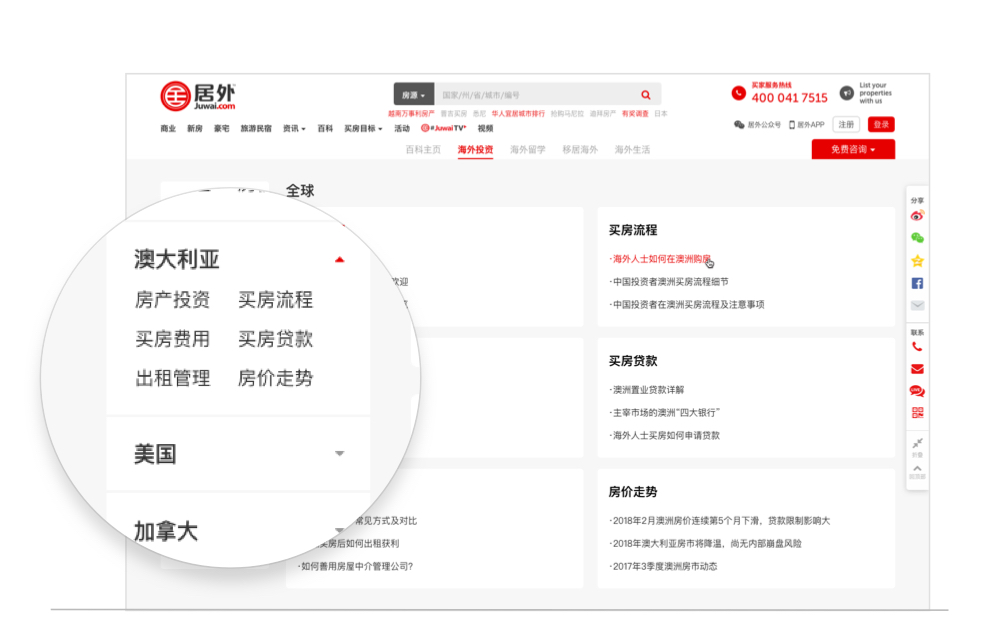 居外
Juwai.com
房源
国家/州/省/城市/编号
越南万事利房产 普吉买房 悉尼 华人宜居城市排行 抢购马尼拉 迪拜房产 有奖调查 日本
买家服务热线
400 041 7515
List your
properties
with us
居外公众号 居外APP 注册 登录
商业 新房 豪宅 旅游民宿 资讯 百科 买房目标 活动 #JuwaiTV 视频
百科主页 海外投资 海外留学 移居海外 海外生活
免费咨询
全球
澳大利亚
房产投资 买房流程
买房费用 买房贷款
出租管理 房价走势
美国
加拿大
欢迎
买房流程
·海外人士如何在澳洲购房
·中国投资者澳洲买房流程细节
·中国投资者在澳洲买房流程及注意事项
买房贷款
·澳洲置业贷款详解
·主宰市场的澳洲“四大银行”
·海外人士买房如何申请贷款
常见方式及对比
买房后如何出租获利
·如何善用房屋中介管理公司?
房价走势
·2018年2月澳洲房价连续第5个月下滑，贷款限制影响大
·2018年澳大利亚房市将降温，尚无内部崩盘风险
·2017年3季度澳洲房市动态
分享
联系
LIVE
折叠